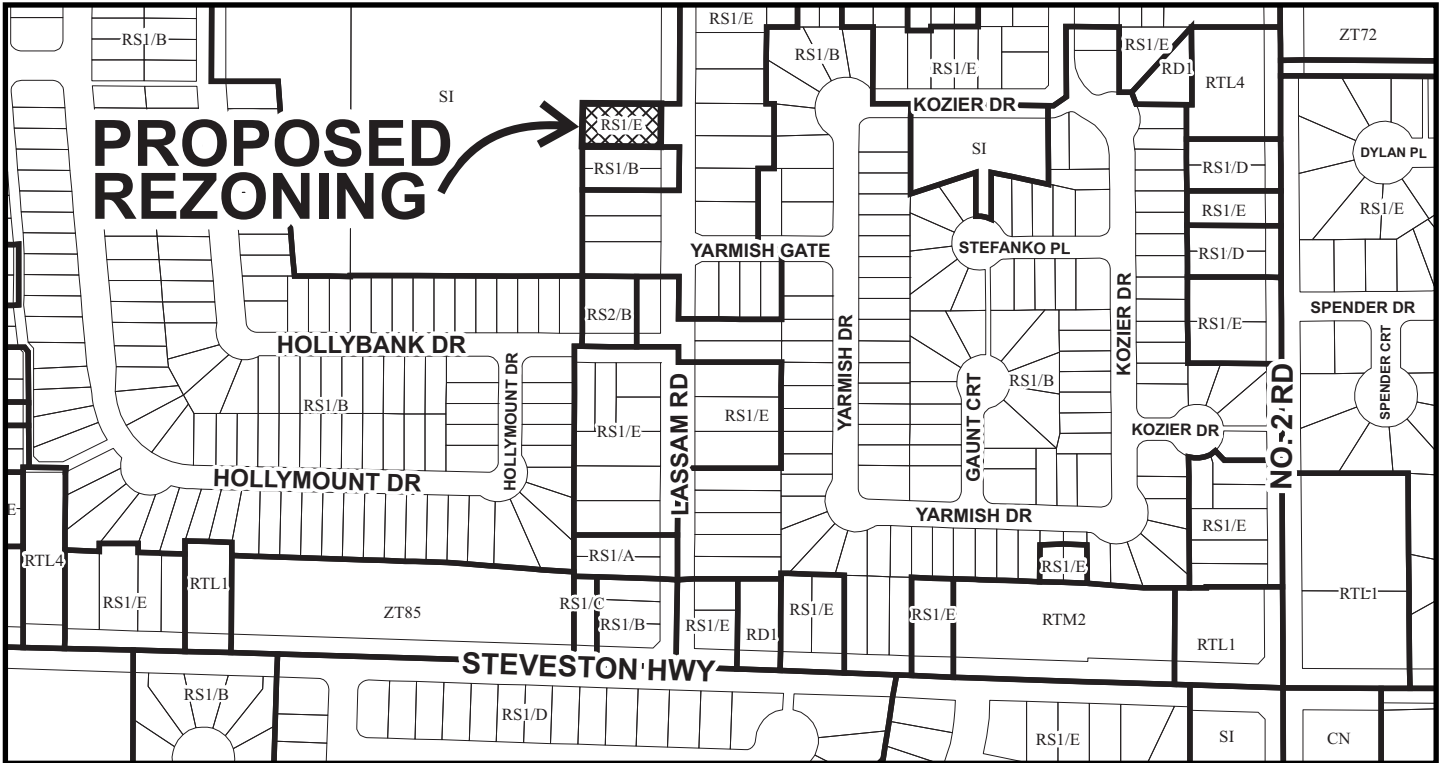 RS1/B
SI
RS1/E
RS1/B
RS1/E
RS1/E
RD1
RTL4
ZT72
PROPOSED
REZONING
RS1/E
RS1/B
KOZIER DR
SI
RS1/D
RS1/E
RS1/D
RS1/E
DYLAN PL
RS1/E
YARMISH GATE
STEFANKO PL
SPENDER DR
SPENDER CRT
RS2/B
HOLLYBANK DR
HOLLYMOUNT DR
RS1/B
HOLLYMOUNT DR
RS1/E
LASSAM RD
RS1/E
YARMISH DR
GAUNT CRT
RS1/B
KOZIER DR
KOZIER DR
NO. 2 RD
YARMISH DR
RS1/E
RS1/E
E
RTL4
RS1/E
RTL1
ZT85
RS1/A
RS1/C
RS1/B
RS1/E
RD1
RS1/E
RS1/E
RTM2
RTL1
RTL1
STEVESTON HWY
RS1/B
RS1/D
RS1/E
SI
CN